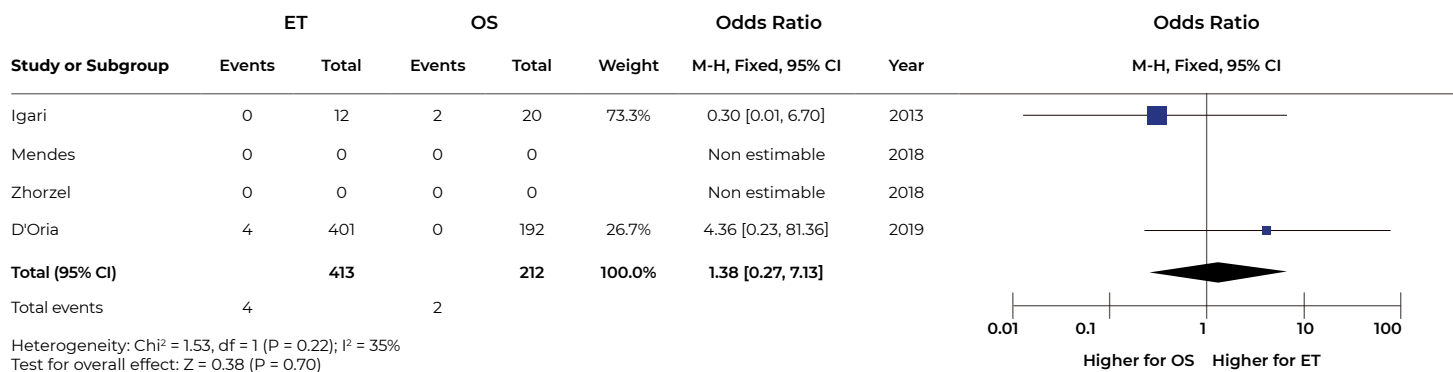 ET OS Odds Ratio Odds Ratio
Study or Subgroup Events Total Events Total Weight M-H, Fixed, 95% CI Year M-H, Fixed, 95% CI
Igari 0 12 2 20 73.3% 0.30 [0.01, 6.70] 2013
Mendes 0 0 0 0 Non estimable 2018
Zhorzel 0 0 0 0 Non estimable 2018
D'Oria 4 401 0 192 26.7% 4.36 [0.23, 81.36] 2019
Total (95% CI) 413 212 100.0% 1.38 [0.27, 7.13]
Total events 4 2
0.01 0.1 1 10 100
Heterogeneity: Chi² = 1.53, df = 1 (P = 0.22); I² = 35%
Test for overall effect: Z = 0.38 (P = 0.70)
Higher for OS Higher for ET